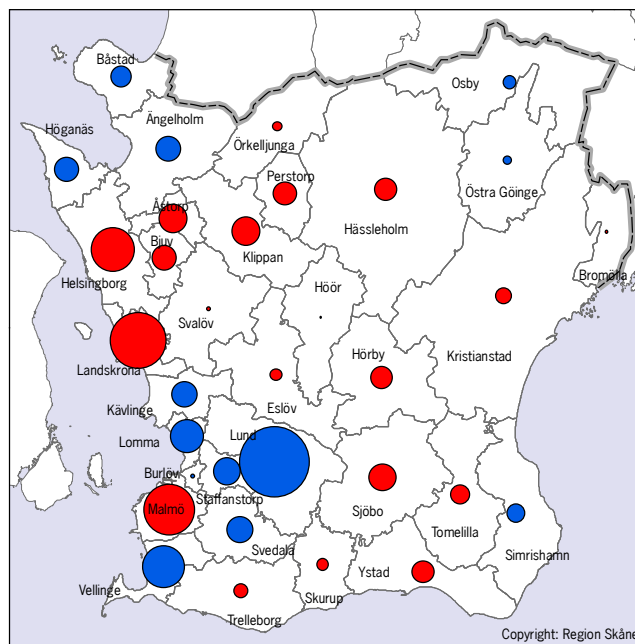 Båstad
Osby
Ängelholm
Höganäs
Örkelljunga
Perstorp
Östra Göinge
Åstorp
Hässleholm
Bjuv
Klippan
Bromölla
Helsingborg
Höör
Svalöv
Hörby
Kristianstad
Landskrona
Eslöv
Kävlinge
Lund
Lomma
Burlöv
Staffanstorp
Malmö
Sjöbo
Tomelilla
Svedala
Simrishamn
Ystad
Vellinge
Skurup
Trelleborg
Copyright: Region Skåne